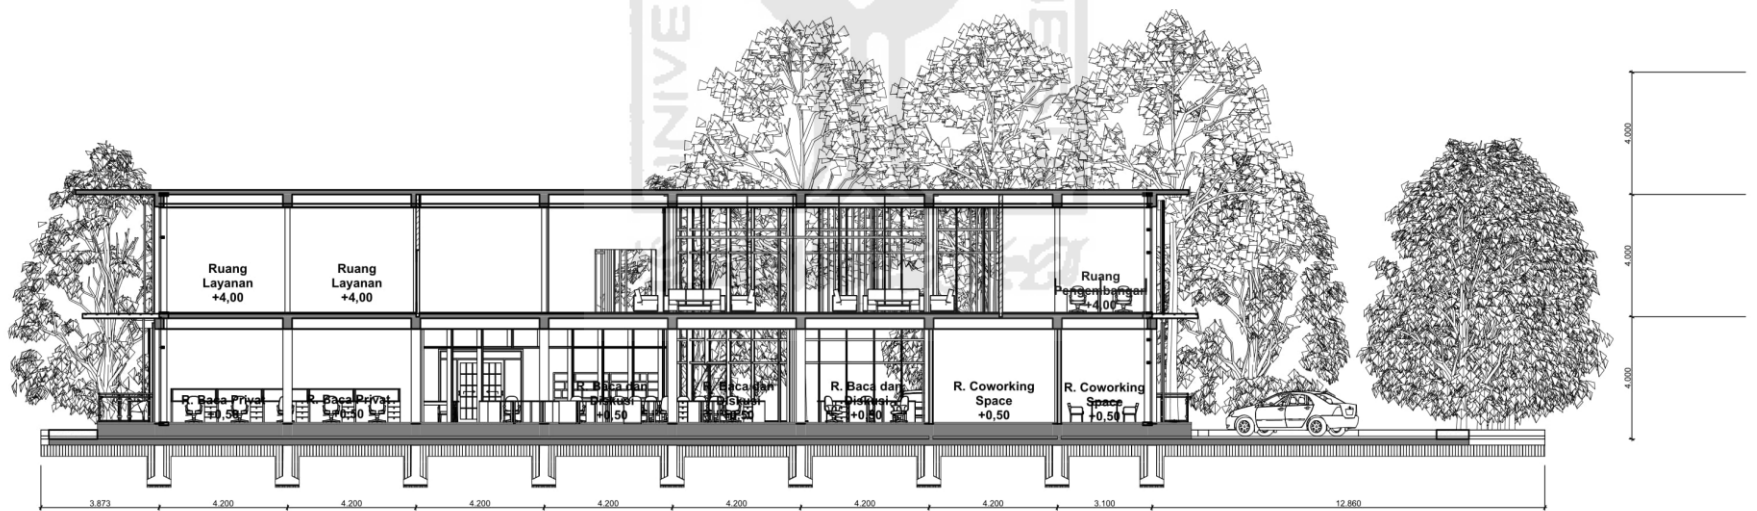 UNIVE
4.000
Ruang
Layanan
+4,00
Ruang
Layanan
+4,00
Ruang
Pengembangan
+4,00
4.000
R. Baca Privat
+0,50
R. Baca Privat
+0,50
R. Baca dan
Diskusi
+0,50
R. Baca dan
Diskusi
+0,50
R. Baca dan
Diskusi
+0,50
R. Coworking
Space
+0,50
R. Coworking
Space
+0,50
4.000
3.873 4.200 4.200 4.200 4.200 4.200 4.200 4.200 3.100 12.860